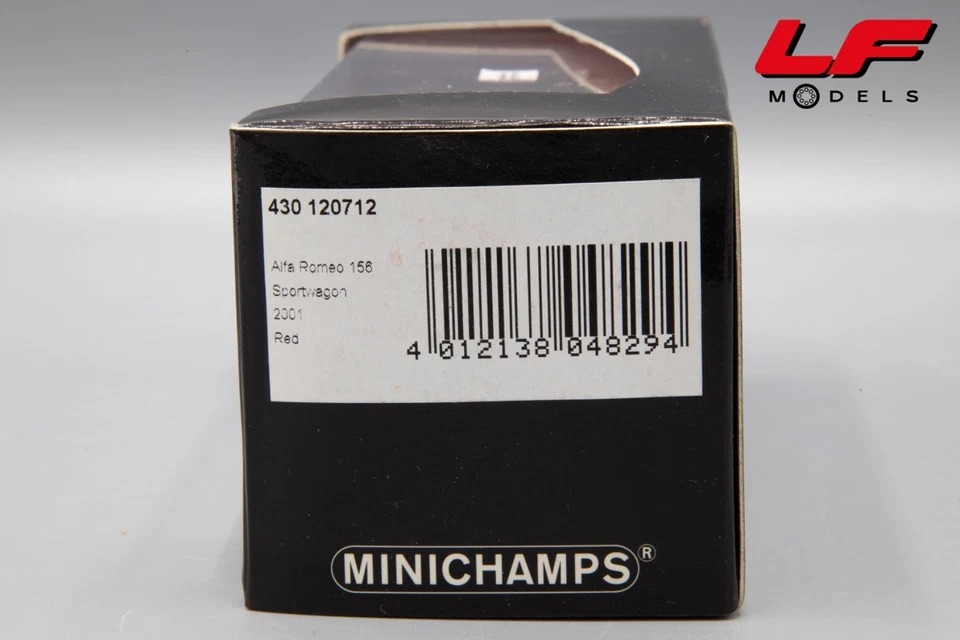 LF
MODELS
430 120712
Alfa Romeo 156
Sportwagon
2001
Red
4 012138 048294
MINICHAMPS®